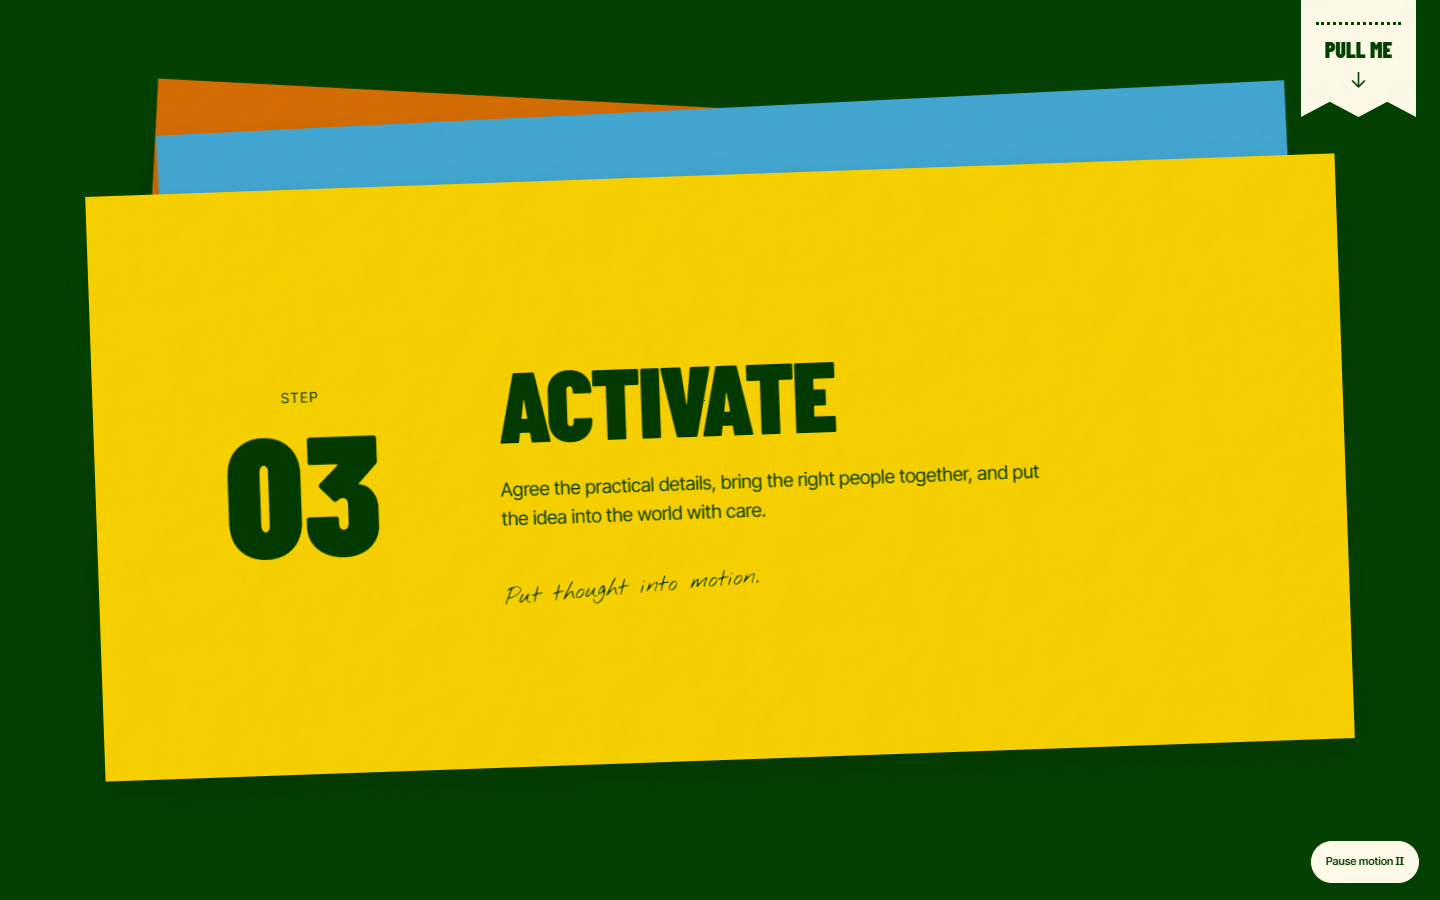 PULL ME
STEP
03
ACTIVATE
Agree the practical details, bring the right people together, and put
the idea into the world with care.
Put thought into motion.
Pause motion II